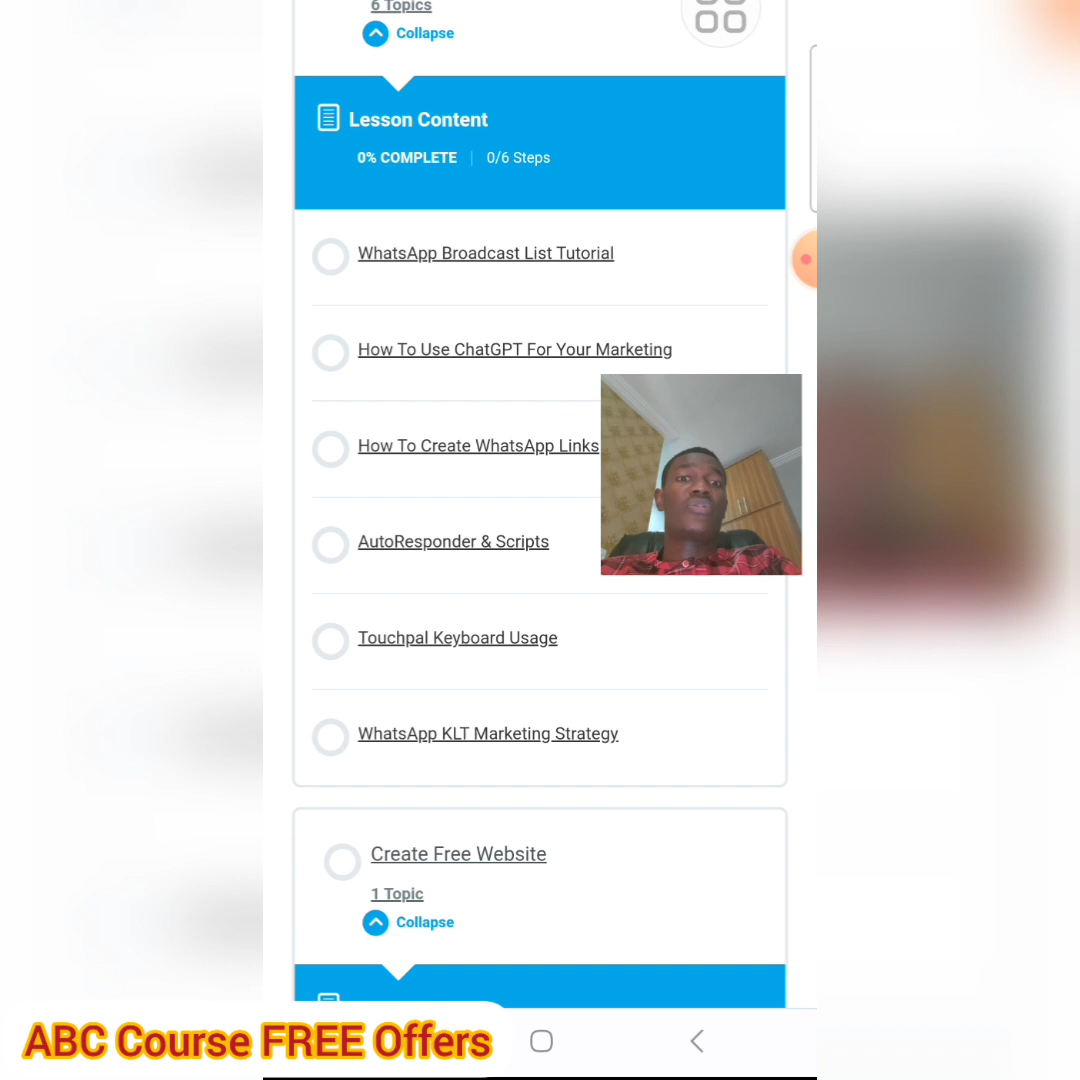 6 Topics
Collapse
Lesson Content
0% COMPLETE | 0/6 Steps
WhatsApp Broadcast List Tutorial
How To Use ChatGPT For Your Marketing
How To Create WhatsApp Links
AutoResponder & Scripts
Touchpal Keyboard Usage
WhatsApp KLT Marketing Strategy
Create Free Website
1 Topic
Collapse
ABC Course FREE Offers